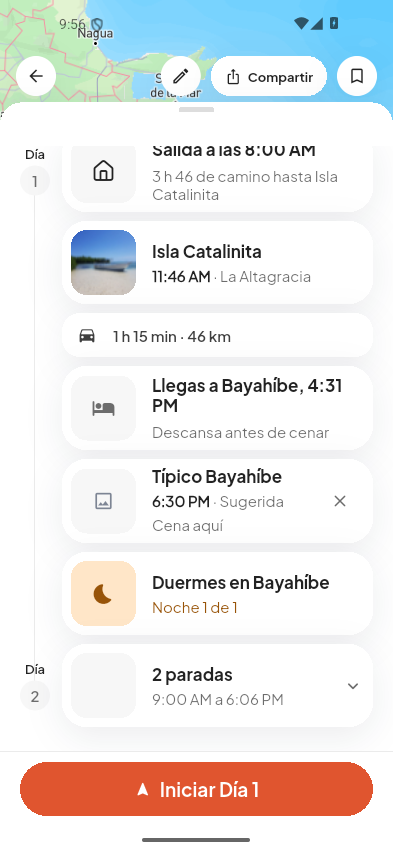 9:56
Nagua
Compartir
Día
1
Salida a las 8:00 AM
3 h 46 de camino hasta Isla
Catalinita
Isla Catalinita
11:46 AM · La Altagracia
1 h 15 min · 46 km
Llegas a Bayahíbe, 4:31
PM
Descansa antes de cenar
Típico Bayahíbe
6:30 PM · Sugerida
Cena aquí
Duermes en Bayahíbe
Noche 1 de 1
Día
2
2 paradas
9:00 AM a 6:06 PM
Iniciar Día 1